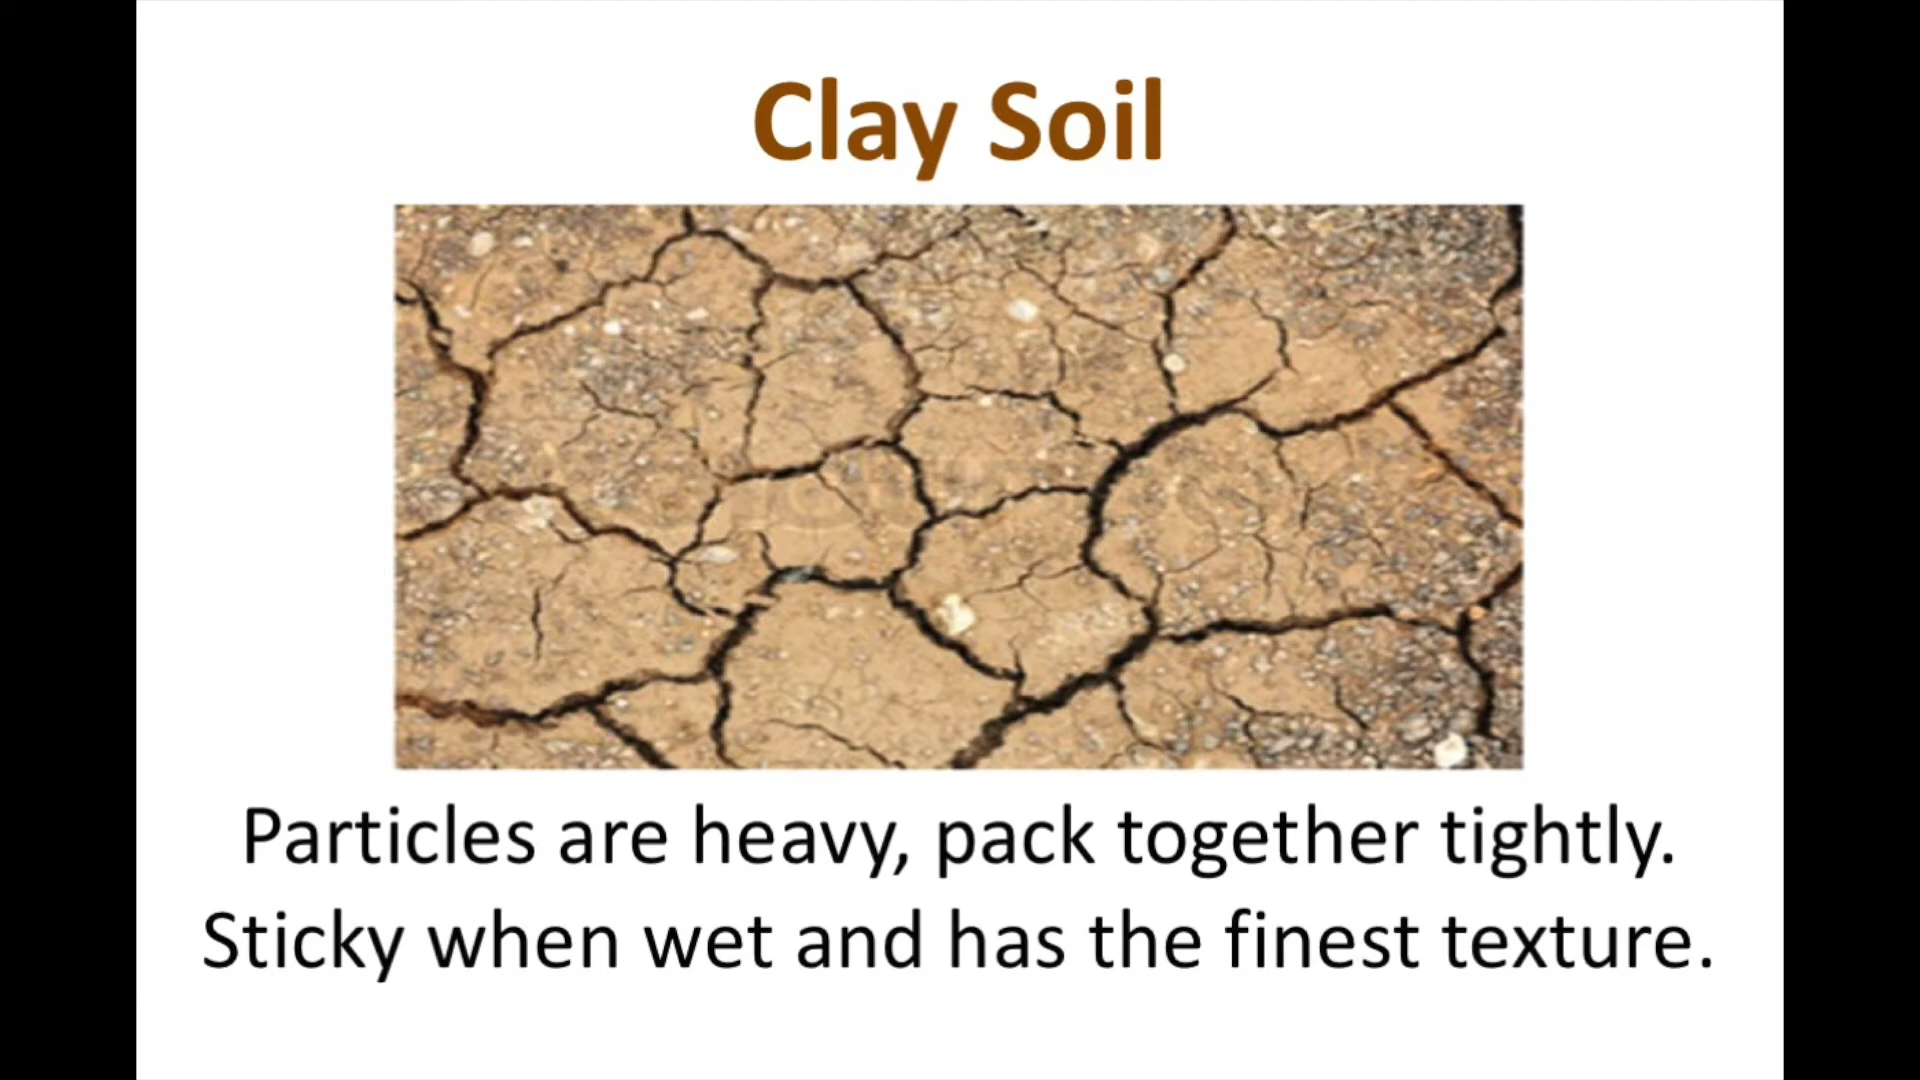 Clay Soil
Particles are heavy, pack together tightly.
Sticky when wet and has the finest texture.